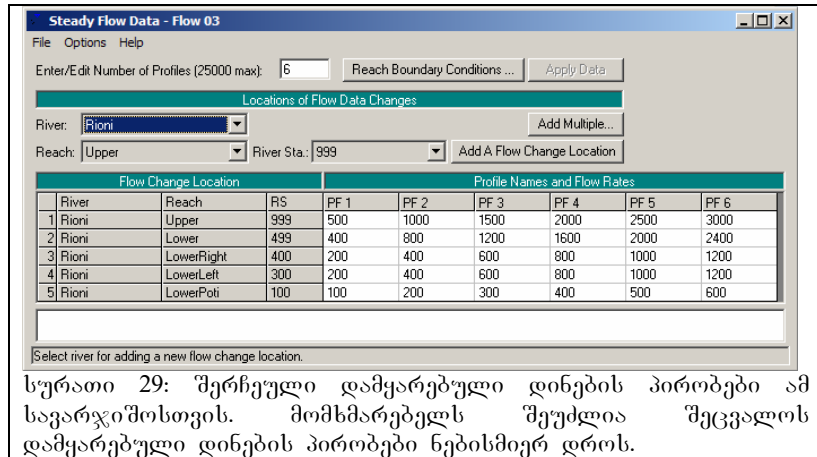 Steady Flow Data - Flow 03
File Options Help
Enter/Edit Number of Profiles (25000 max): 6 Reach Boundary Conditions ... Apply Data
Locations of Flow Data Changes
River: Rioni Add Multiple...
Reach: Upper River Sta.: 999 Add A Flow Change Location
Flow Change Location Profile Names and Flow Rates
River Reach RS PF 1 PF 2 PF 3 PF 4 PF 5 PF 6
1 Rioni Upper 999 500 1000 1500 2000 2500 3000
2 Rioni Lower 499 400 800 1200 1600 2000 2400
3 Rioni LowerRight 400 200 400 600 800 1000 1200
4 Rioni LowerLeft 300 200 400 600 800 1000 1200
5 Rioni LowerPoti 100 100 200 300 400 500 600
Select river for adding a new flow change location.
სურათი 29: შერჩეული დამყარებული დინების პირობები ამ
სავარჯიშოსთვის. მომხმარებელს შეუძლია შეცვალოს
დამყარებული დინების პირობები ნებისმიერ დროს.